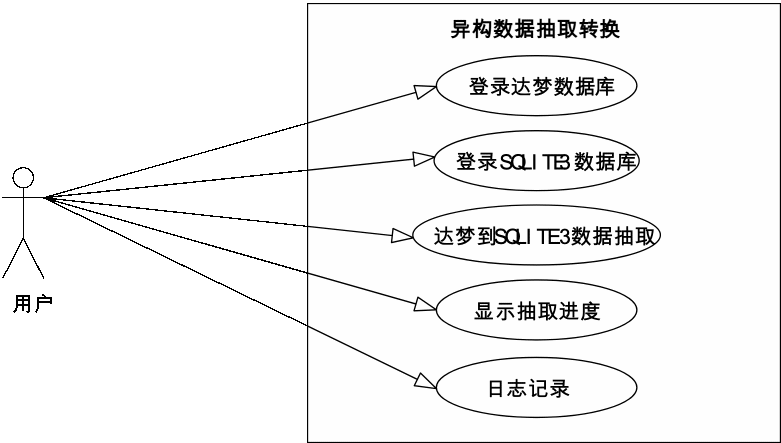 异构数据抽取转换
登录达梦数据库
登录SQLITE3数据库
达梦到SQLITE3数据抽取
显示抽取进度
日志记录
用户